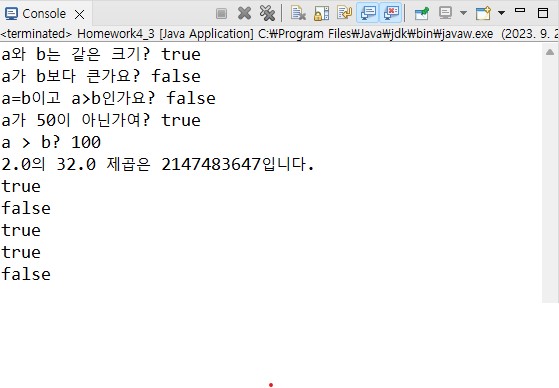 Console
<terminated> Homework4_3 [Java Application] C:₩Program Files₩Java₩jdk₩bin₩javaw.exe (2023. 9. 2
a와 b는 같은 크기? true
a가 b보다 큰가요? false
a=b이고 a>b인가요? false
a가 50이 아닌가여? true
a > b? 100
2.0의 32.0 제곱은 2147483647입니다.
true
false
true
true
false